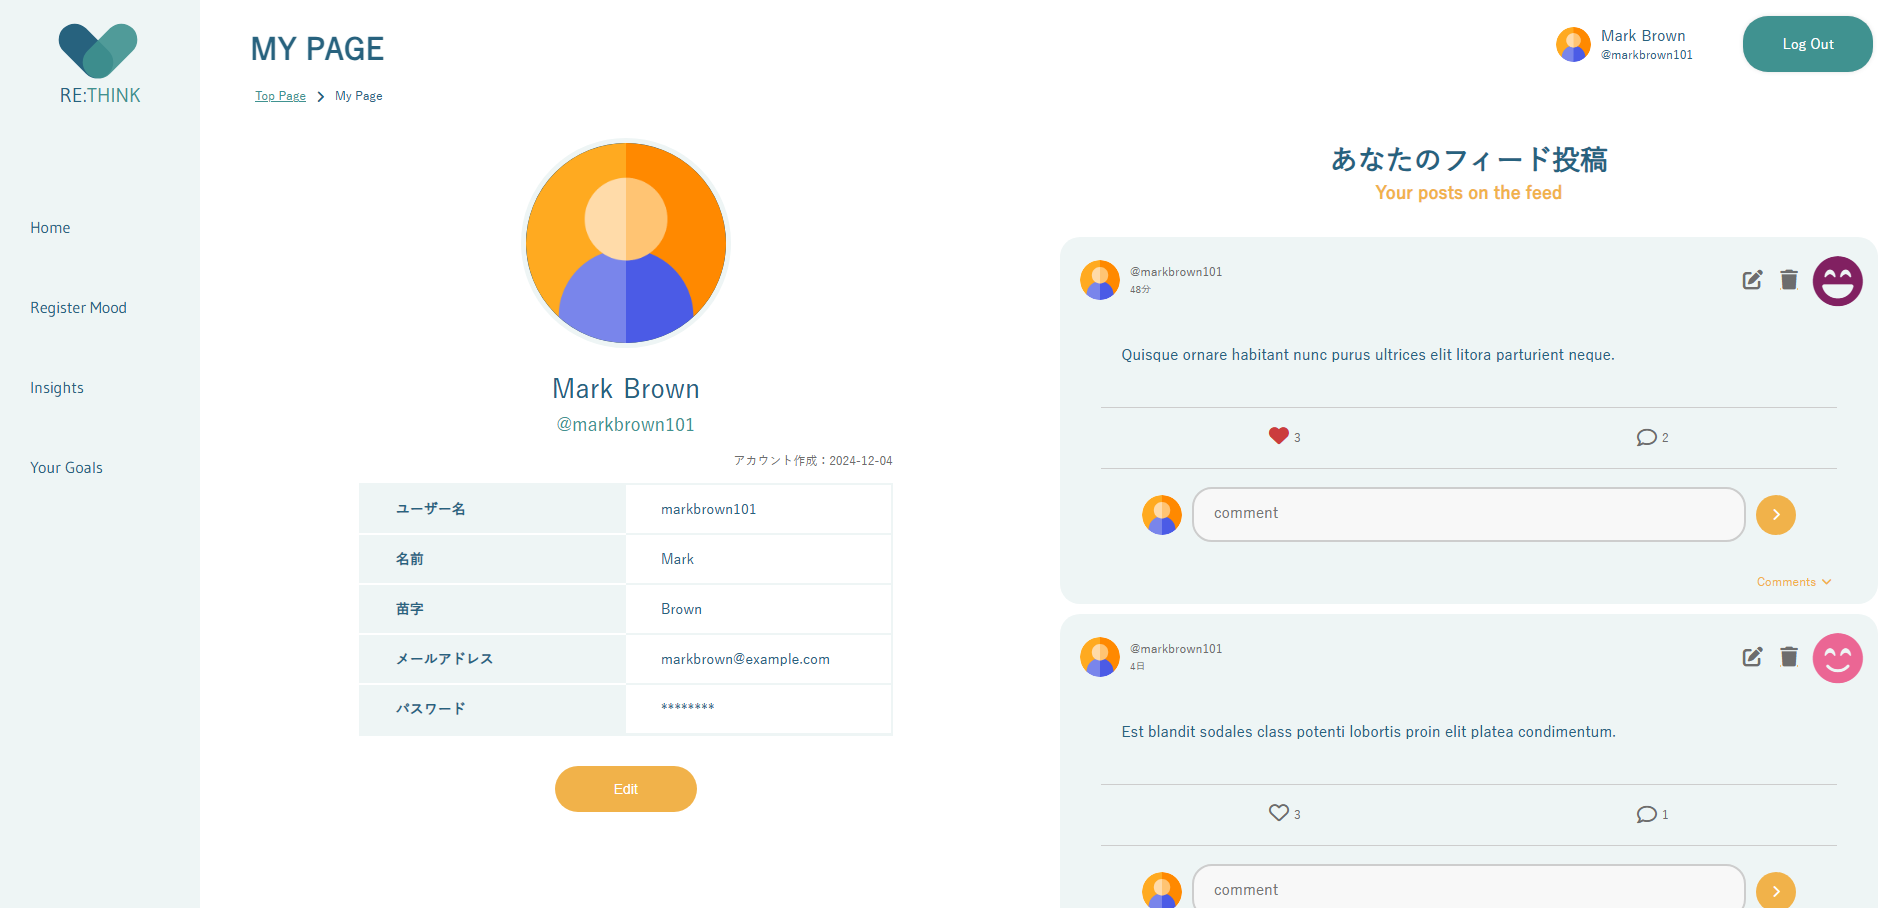 RE:THINK
Home
Register Mood
Insights
Your Goals
MY PAGE
Top Page
My Page
Mark Brown
@markbrown101
Log Out
Mark Brown
@markbrown101
アカウント作成：2024-12-04
ユーザー名 markbrown101
名前 Mark
苗字 Brown
メールアドレス markbrown@example.com
パスワード ********
Edit
あなたのフィード投稿
Your posts on the feed
@markbrown101
48分
Quisque ornare habitant nunc purus ultrices elit litora parturient neque.
3
2
comment
Comments
@markbrown101
4日
Est blandit sodales class potenti lobortis proin elit platea condimentum.
3
1
comment